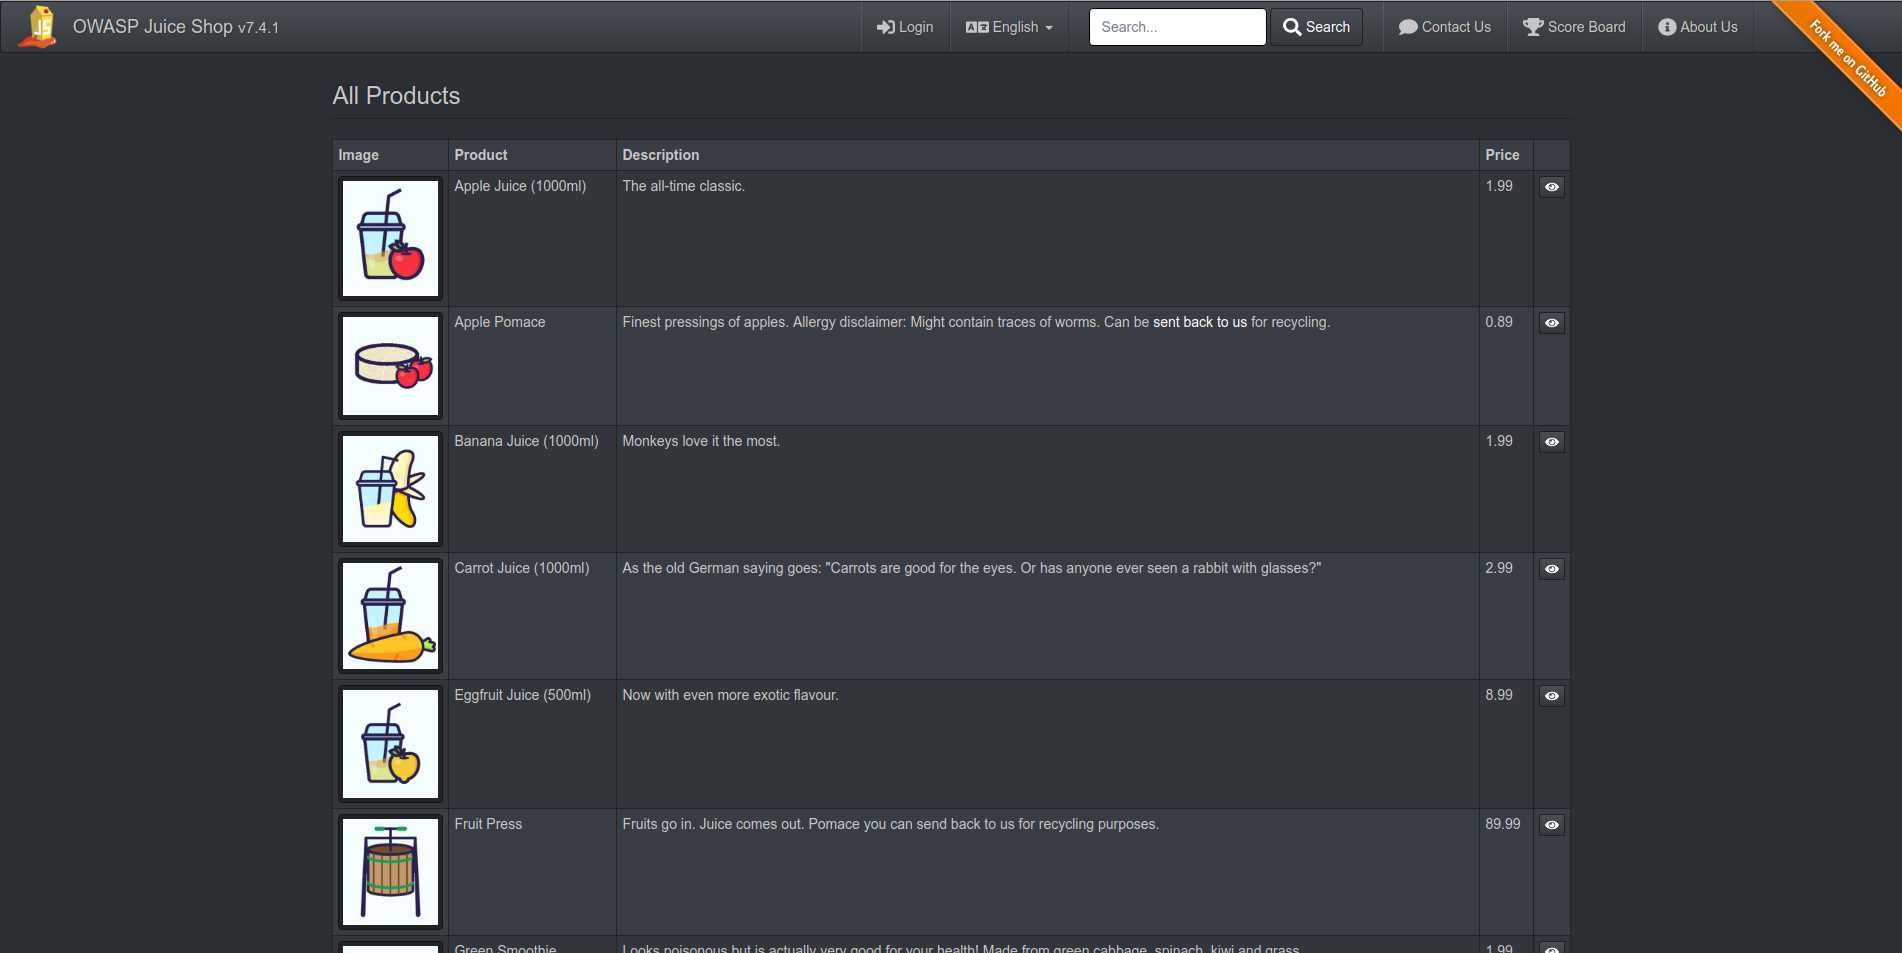 JS OWASP Juice Shop v7.4.1 Login English Search... Search Contact Us Score Board About Us
Fork me on GitHub
All Products
Image Product Description Price
Apple Juice (1000ml) The all-time classic. 1.99
Apple Pomace Finest pressings of apples. Allergy disclaimer: Might contain traces of worms. Can be sent back to us for recycling. 0.89
Banana Juice (1000ml) Monkeys love it the most. 1.99
Carrot Juice (1000ml) As the old German saying goes: "Carrots are good for the eyes. Or has anyone ever seen a rabbit with glasses?" 2.99
Eggfruit Juice (500ml) Now with even more exotic flavour. 8.99
Fruit Press Fruits go in. Juice comes out. Pomace you can send back to us for recycling purposes. 89.99
Green Smoothie Looks poisonous but is actually very good for your health! Made from green cabbage, spinach, kiwi and grass. 1.99